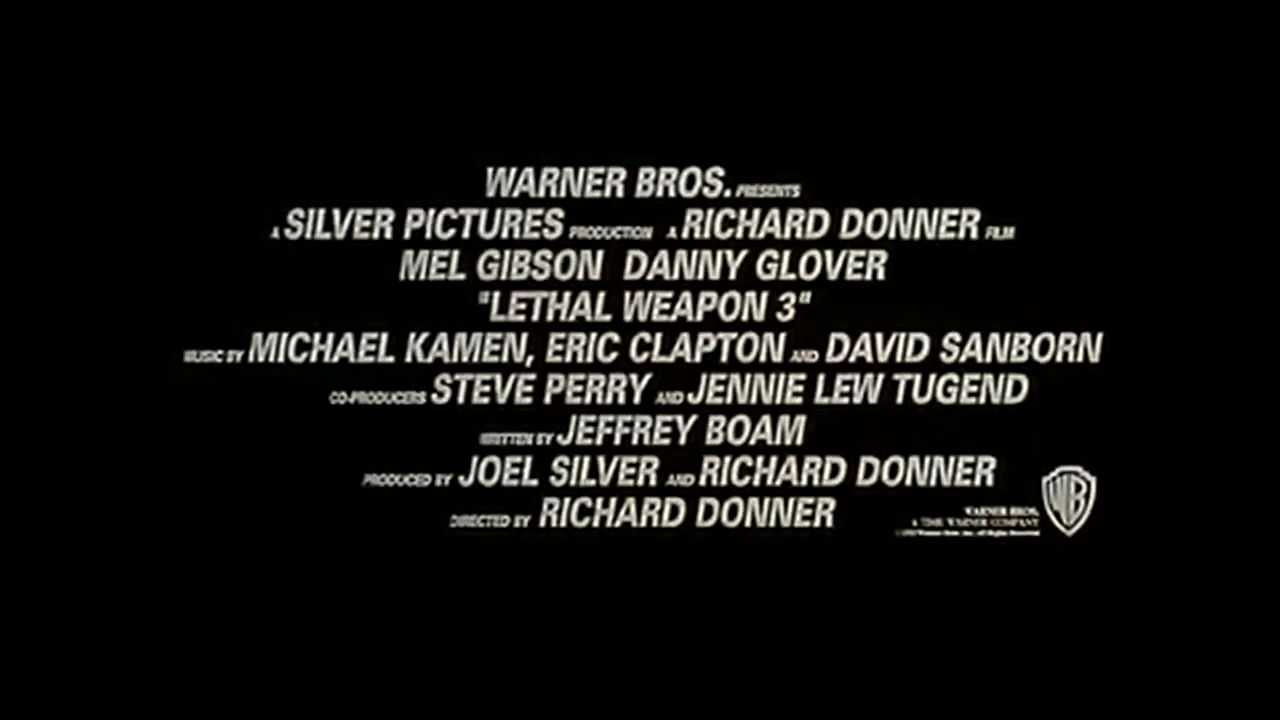 WARNER BROS. PRESENTS
A SILVER PICTURES PRODUCTION A RICHARD DONNER FILM
MEL GIBSON DANNY GLOVER
"LETHAL WEAPON 3"
MUSIC BY MICHAEL KAMEN, ERIC CLAPTON AND DAVID SANBORN
CO-PRODUCERS STEVE PERRY AND JENNIE LEW TUGEND
WRITTEN BY JEFFREY BOAM
PRODUCED BY JOEL SILVER AND RICHARD DONNER
DIRECTED BY RICHARD DONNER
WB
WARNER BROS.
A TIME WARNER COMPANY